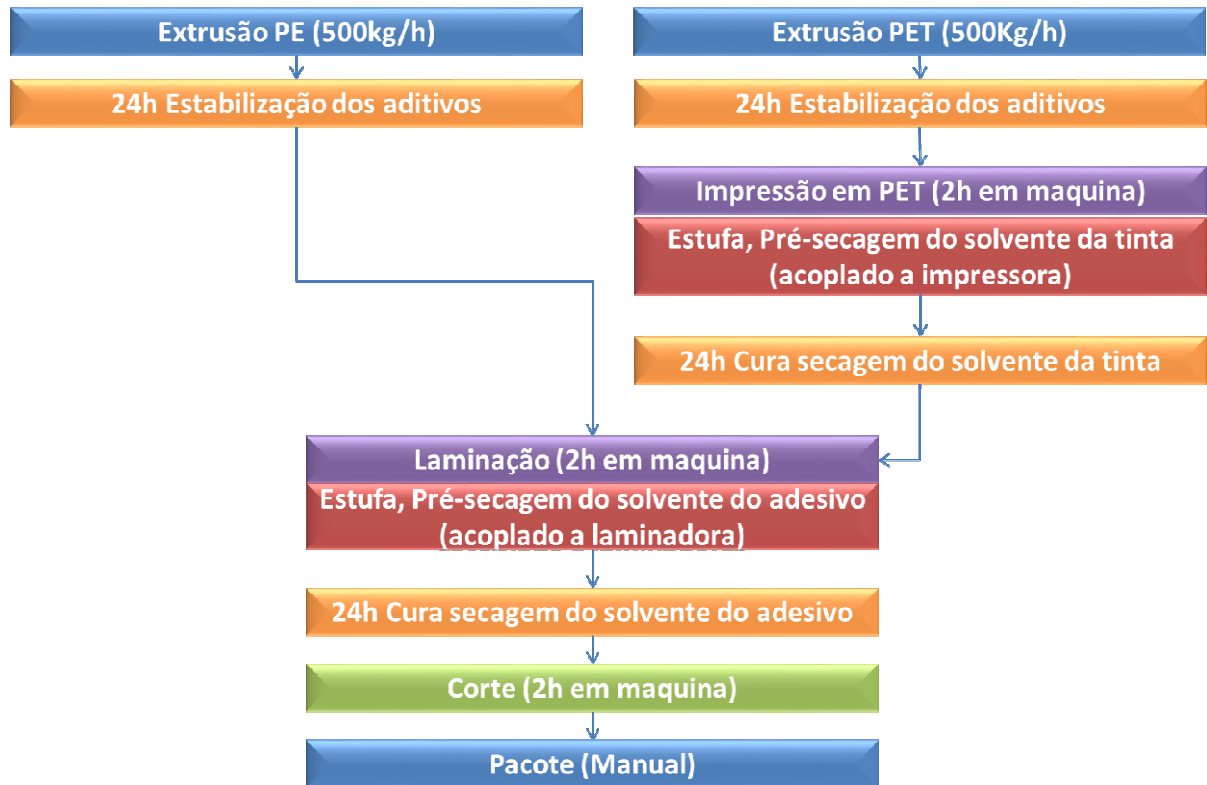 Extrusão PE (500kg/h)
Extrusão PET (500Kg/h)
24h Estabilização dos aditivos
24h Estabilização dos aditivos
Impressão em PET (2h em maquina)
Estufa, Pré-secagem do solvente da tinta
(acoplado a impressora)
24h Cura secagem do solvente da tinta
Laminação (2h em maquina)
Estufa, Pré-secagem do solvente do adesivo
(acoplado a laminadora)
24h Cura secagem do solvente do adesivo
Corte (2h em maquina)
Pacote (Manual)